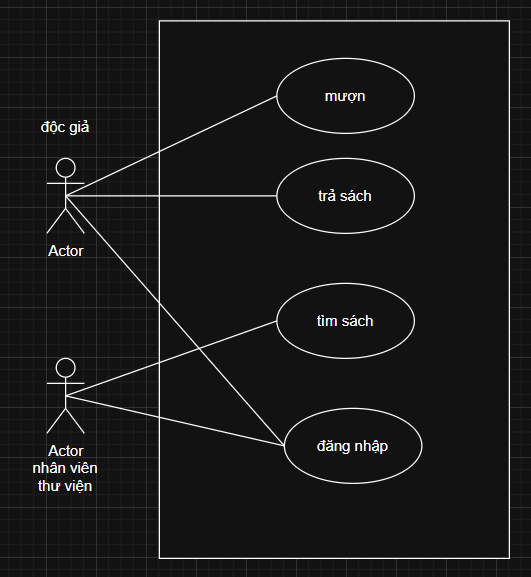 mượn
độc giả
trả sách
Actor
tìm sách
đăng nhập
Actor
nhân viên
thư viện